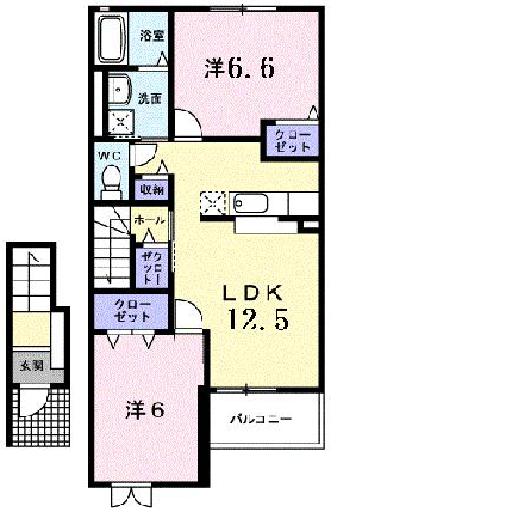 浴室
洋6.6
洗面
クロー
ゼット
WC
収納
ホール
クロー
ゼット
LDK
12.5
クロー
ゼット
玄関
洋6
バルコニー